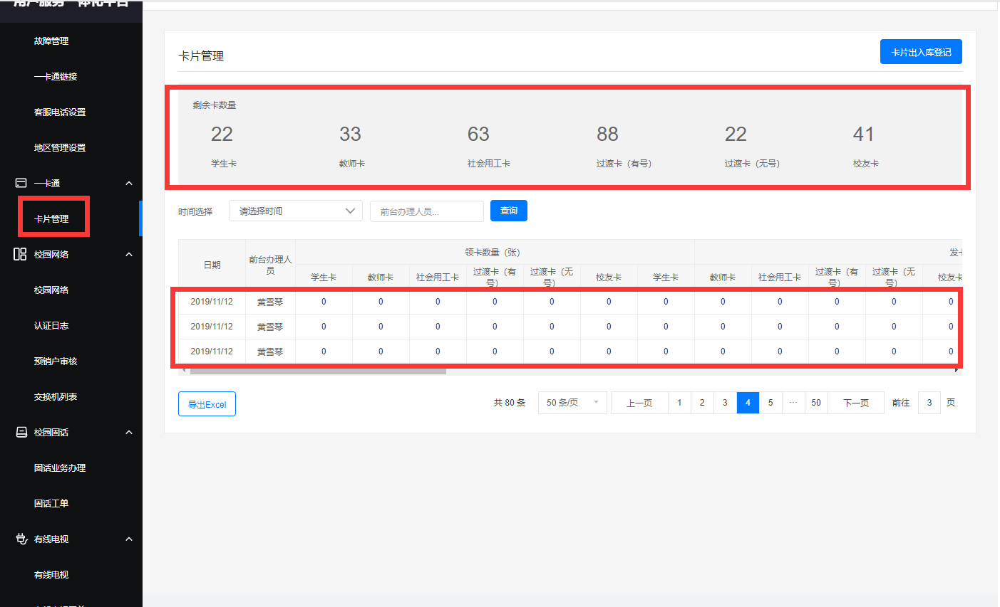 用户服务一体化平台
故障管理
一卡通链接
客服电话设置
地区管理设置
一卡通
卡片管理
校园网络
校园网络
认证日志
预销户审核
交换机列表
校园固话
固话业务办理
固话工单
有线电视
有线电视
卡片管理
卡片出入库登记
剩余卡数量
22 33 63 88 22 41
学生卡 教师卡 社会用工卡 过渡卡（有号） 过渡卡（无号） 校友卡
时间选择 请选择时间 前台办理人员... 查询
日期 前台办理人员 领卡数量（张） 发卡
学生卡 教师卡 社会用工卡 过渡卡（有号） 过渡卡（无号） 校友卡 学生卡 教师卡 社会用工卡 过渡卡（有号） 过渡卡（无号） 校友卡
2019/11/12 黄雪琴 0 0 0 0 0 0 0 0 0 0 0 0
2019/11/12 黄雪琴 0 0 0 0 0 0 0 0 0 0 0 0
2019/11/12 黄雪琴 0 0 0 0 0 0 0 0 0 0 0 0
导出Excel 共 80 条 50 条/页 上一页 1 2 3 4 5 ··· 50 下一页 前往 3 页